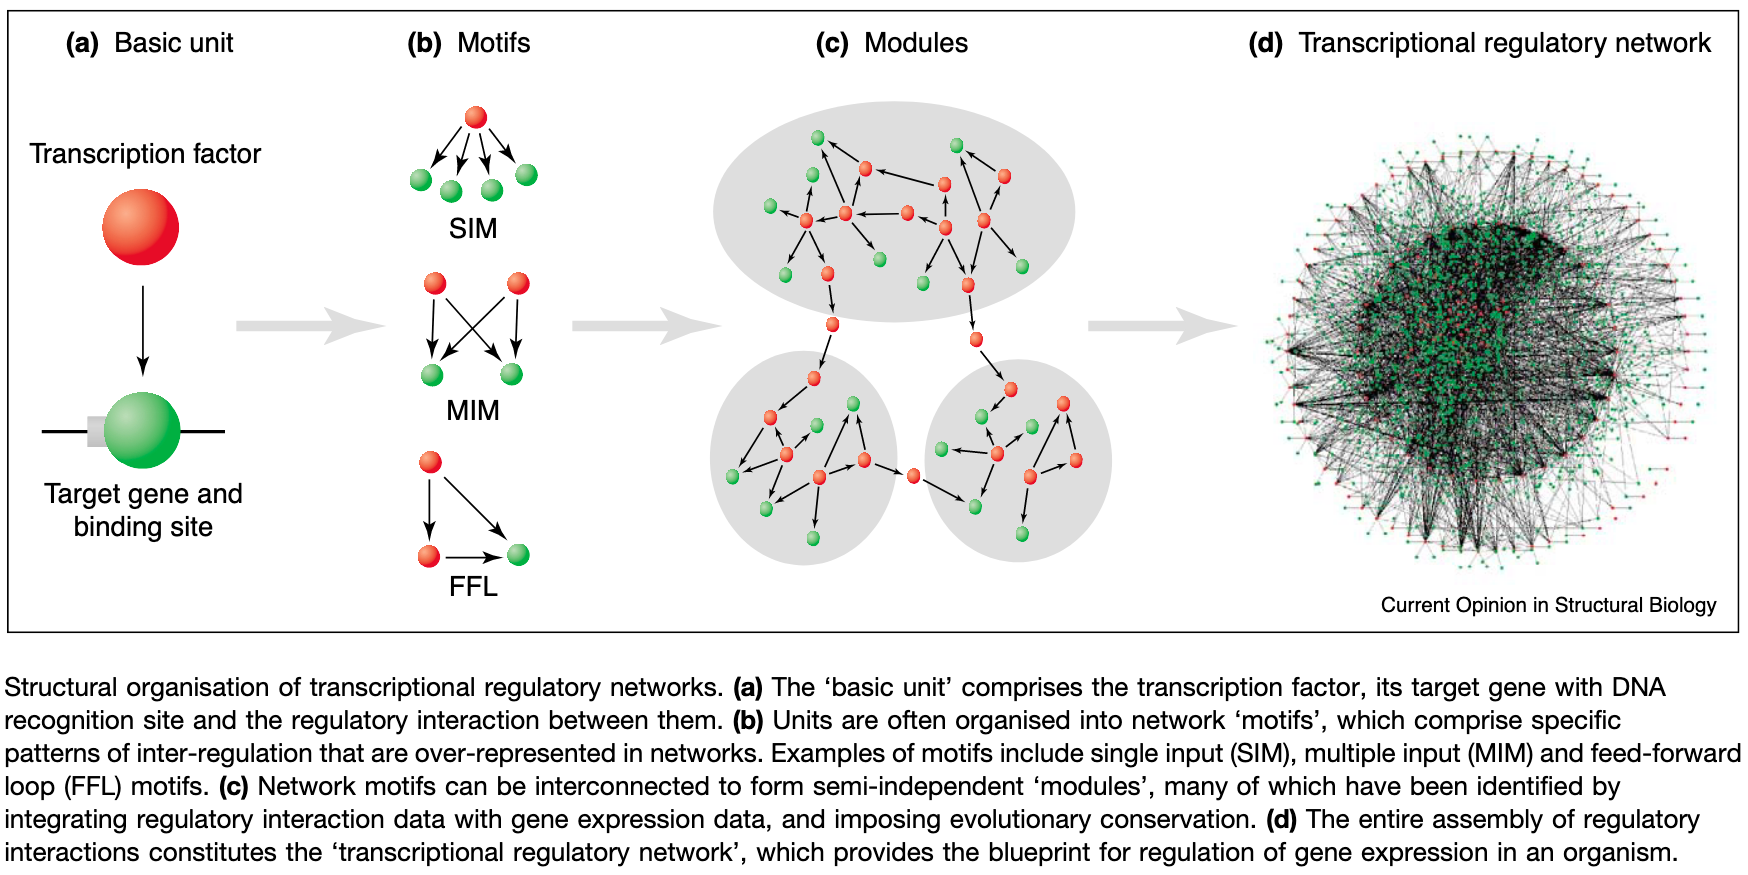 (a) Basic unit
(b) Motifs
(c) Modules
(d) Transcriptional regulatory network
Transcription factor
Target gene and
binding site
SIM
MIM
FFL
Current Opinion in Structural Biology
Structural organisation of transcriptional regulatory networks. (a) The ‘basic unit’ comprises the transcription factor, its target gene with DNA
recognition site and the regulatory interaction between them. (b) Units are often organised into network ‘motifs’, which comprise specific
patterns of inter-regulation that are over-represented in networks. Examples of motifs include single input (SIM), multiple input (MIM) and feed-forward
loop (FFL) motifs. (c) Network motifs can be interconnected to form semi-independent ‘modules’, many of which have been identified by
integrating regulatory interaction data with gene expression data, and imposing evolutionary conservation. (d) The entire assembly of regulatory
interactions constitutes the ‘transcriptional regulatory network’, which provides the blueprint for regulation of gene expression in an organism.